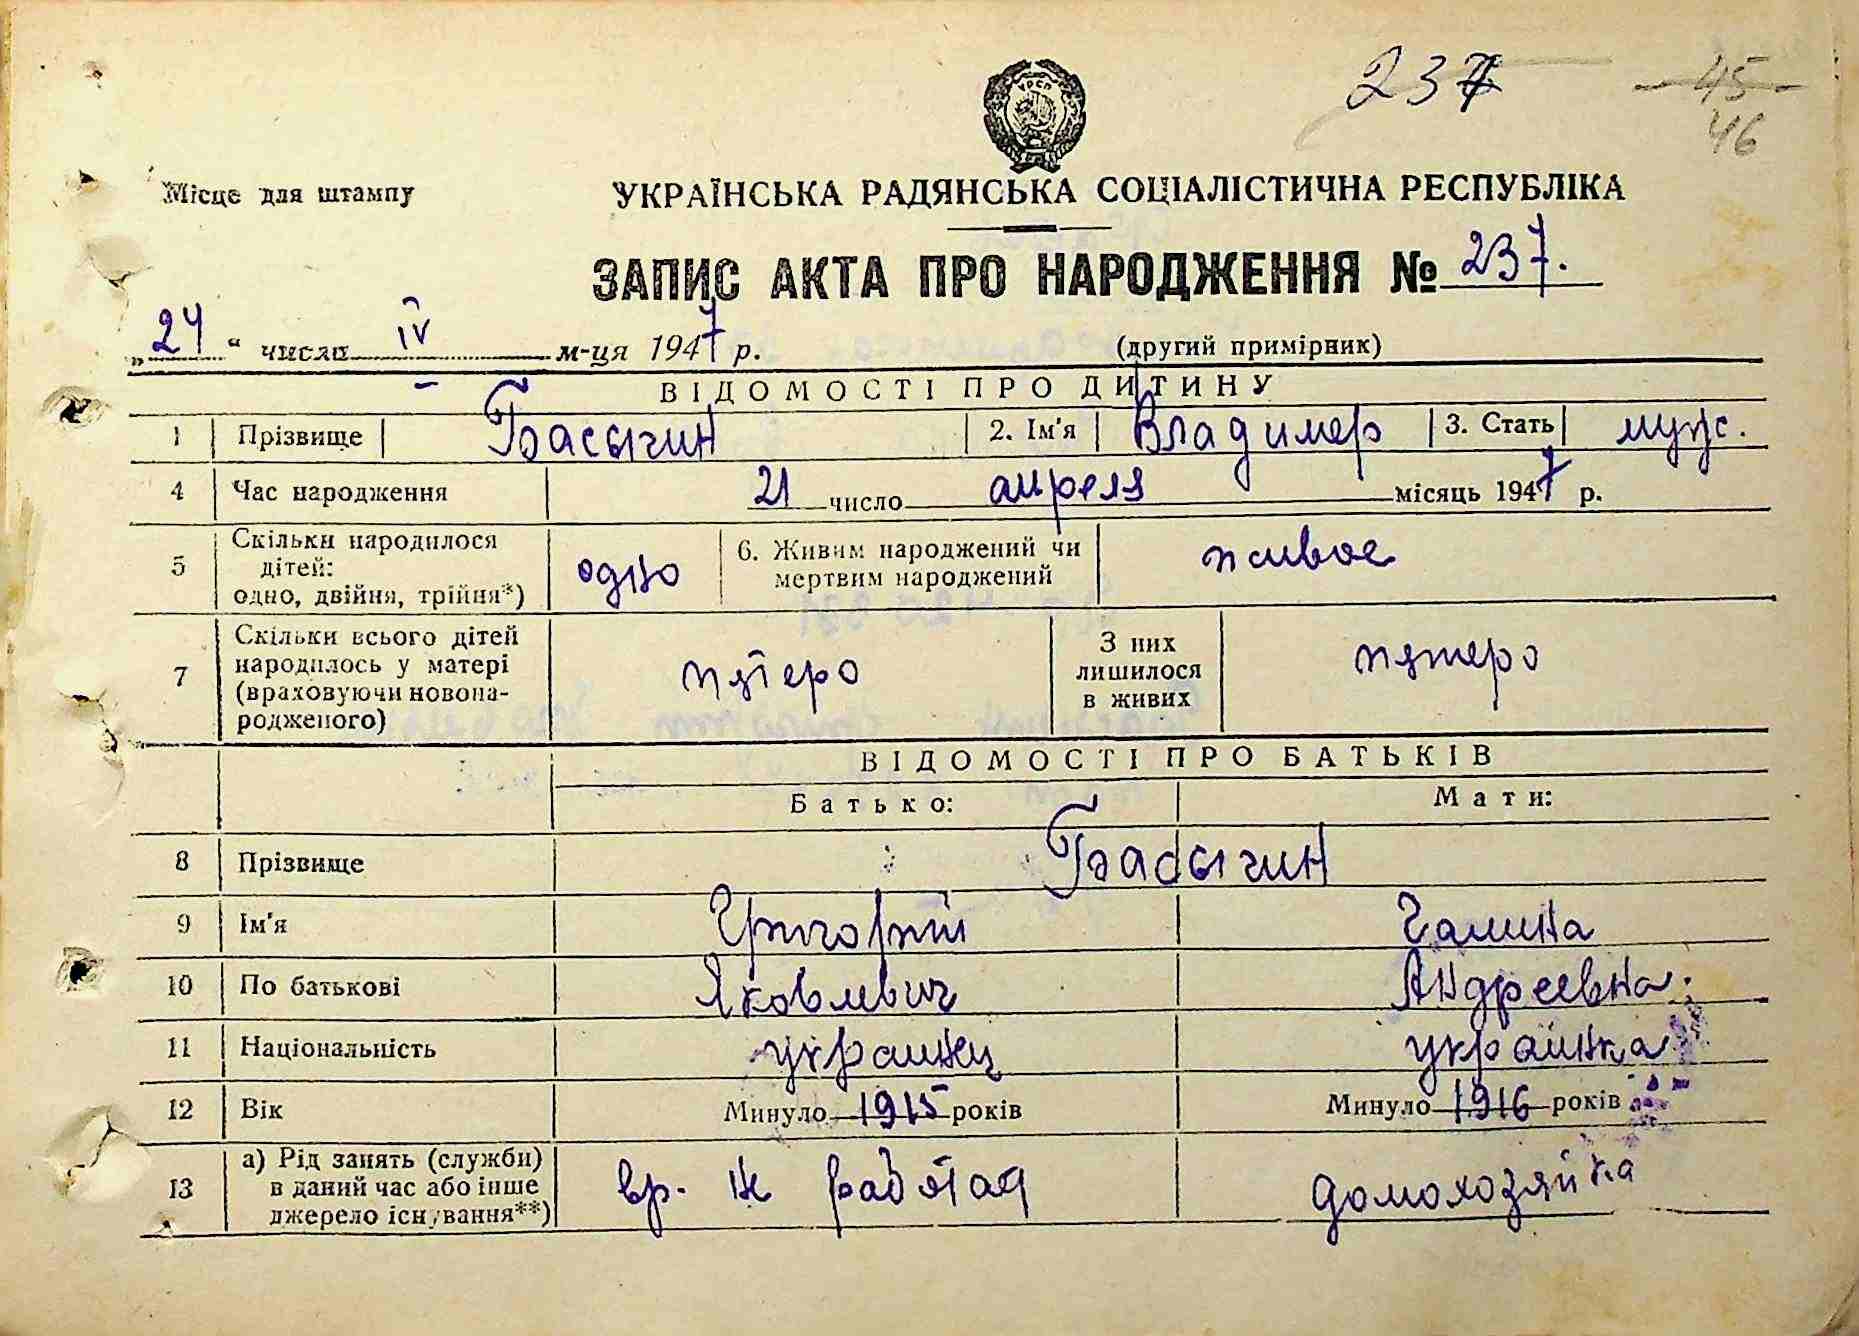 237
45
46
УРСР
Місце для штампу
УКРАЇНСЬКА РАДЯНСЬКА СОЦІАЛІСТИЧНА РЕСПУБЛІКА
ЗАПИС АКТА ПРО НАРОДЖЕННЯ № 237.
„24“ числа IV м-ця 1947 р. (другий примірник)
ВІДОМОСТІ ПРО ДИТИНУ
1 Прізвище Басычин 2. Ім'я Владимер 3. Стать муж.
4 Час народження 21 число апреля місяць 1947 р.
5 Скільки народилося дітей: одно, двійня, трійня*) одно 6. Живим народжений чи мертвим народжений живое
7 Скільки всього дітей народилось у матері (враховуючи новонародженого) пятеро З них лишилося в живих пятеро
ВІДОМОСТІ ПРО БАТЬКІВ
Батько: Мати:
8 Прізвище Басычин
9 Ім'я Григорий Галина
10 По батькові Яковлевич Андреевна.
11 Національність украинец украинка
12 Вік Минуло 1915 років Минуло 1916 років
13 а) Рід занять (служби) в даний час або інше джерело існування**) вр. не работая домохозяйка